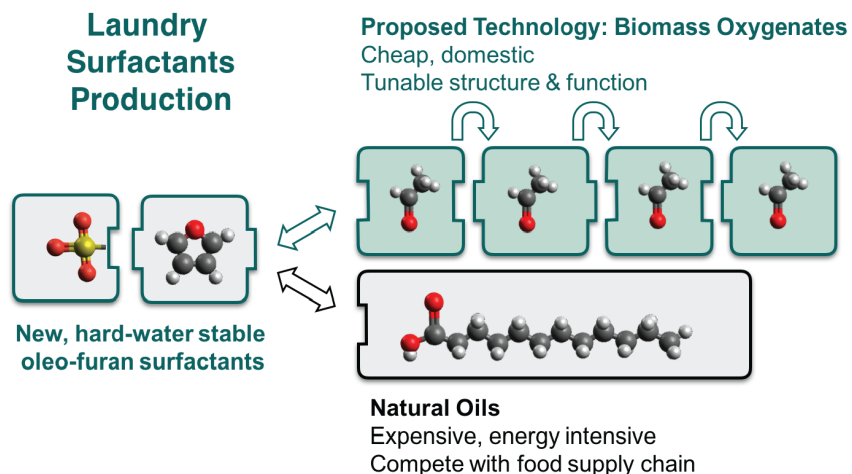 Laundry
Surfactants
Production
Proposed Technology: Biomass Oxygenates
Cheap, domestic
Tunable structure & function
New, hard-water stable
oleo-furan surfactants
Natural Oils
Expensive, energy intensive
Compete with food supply chain